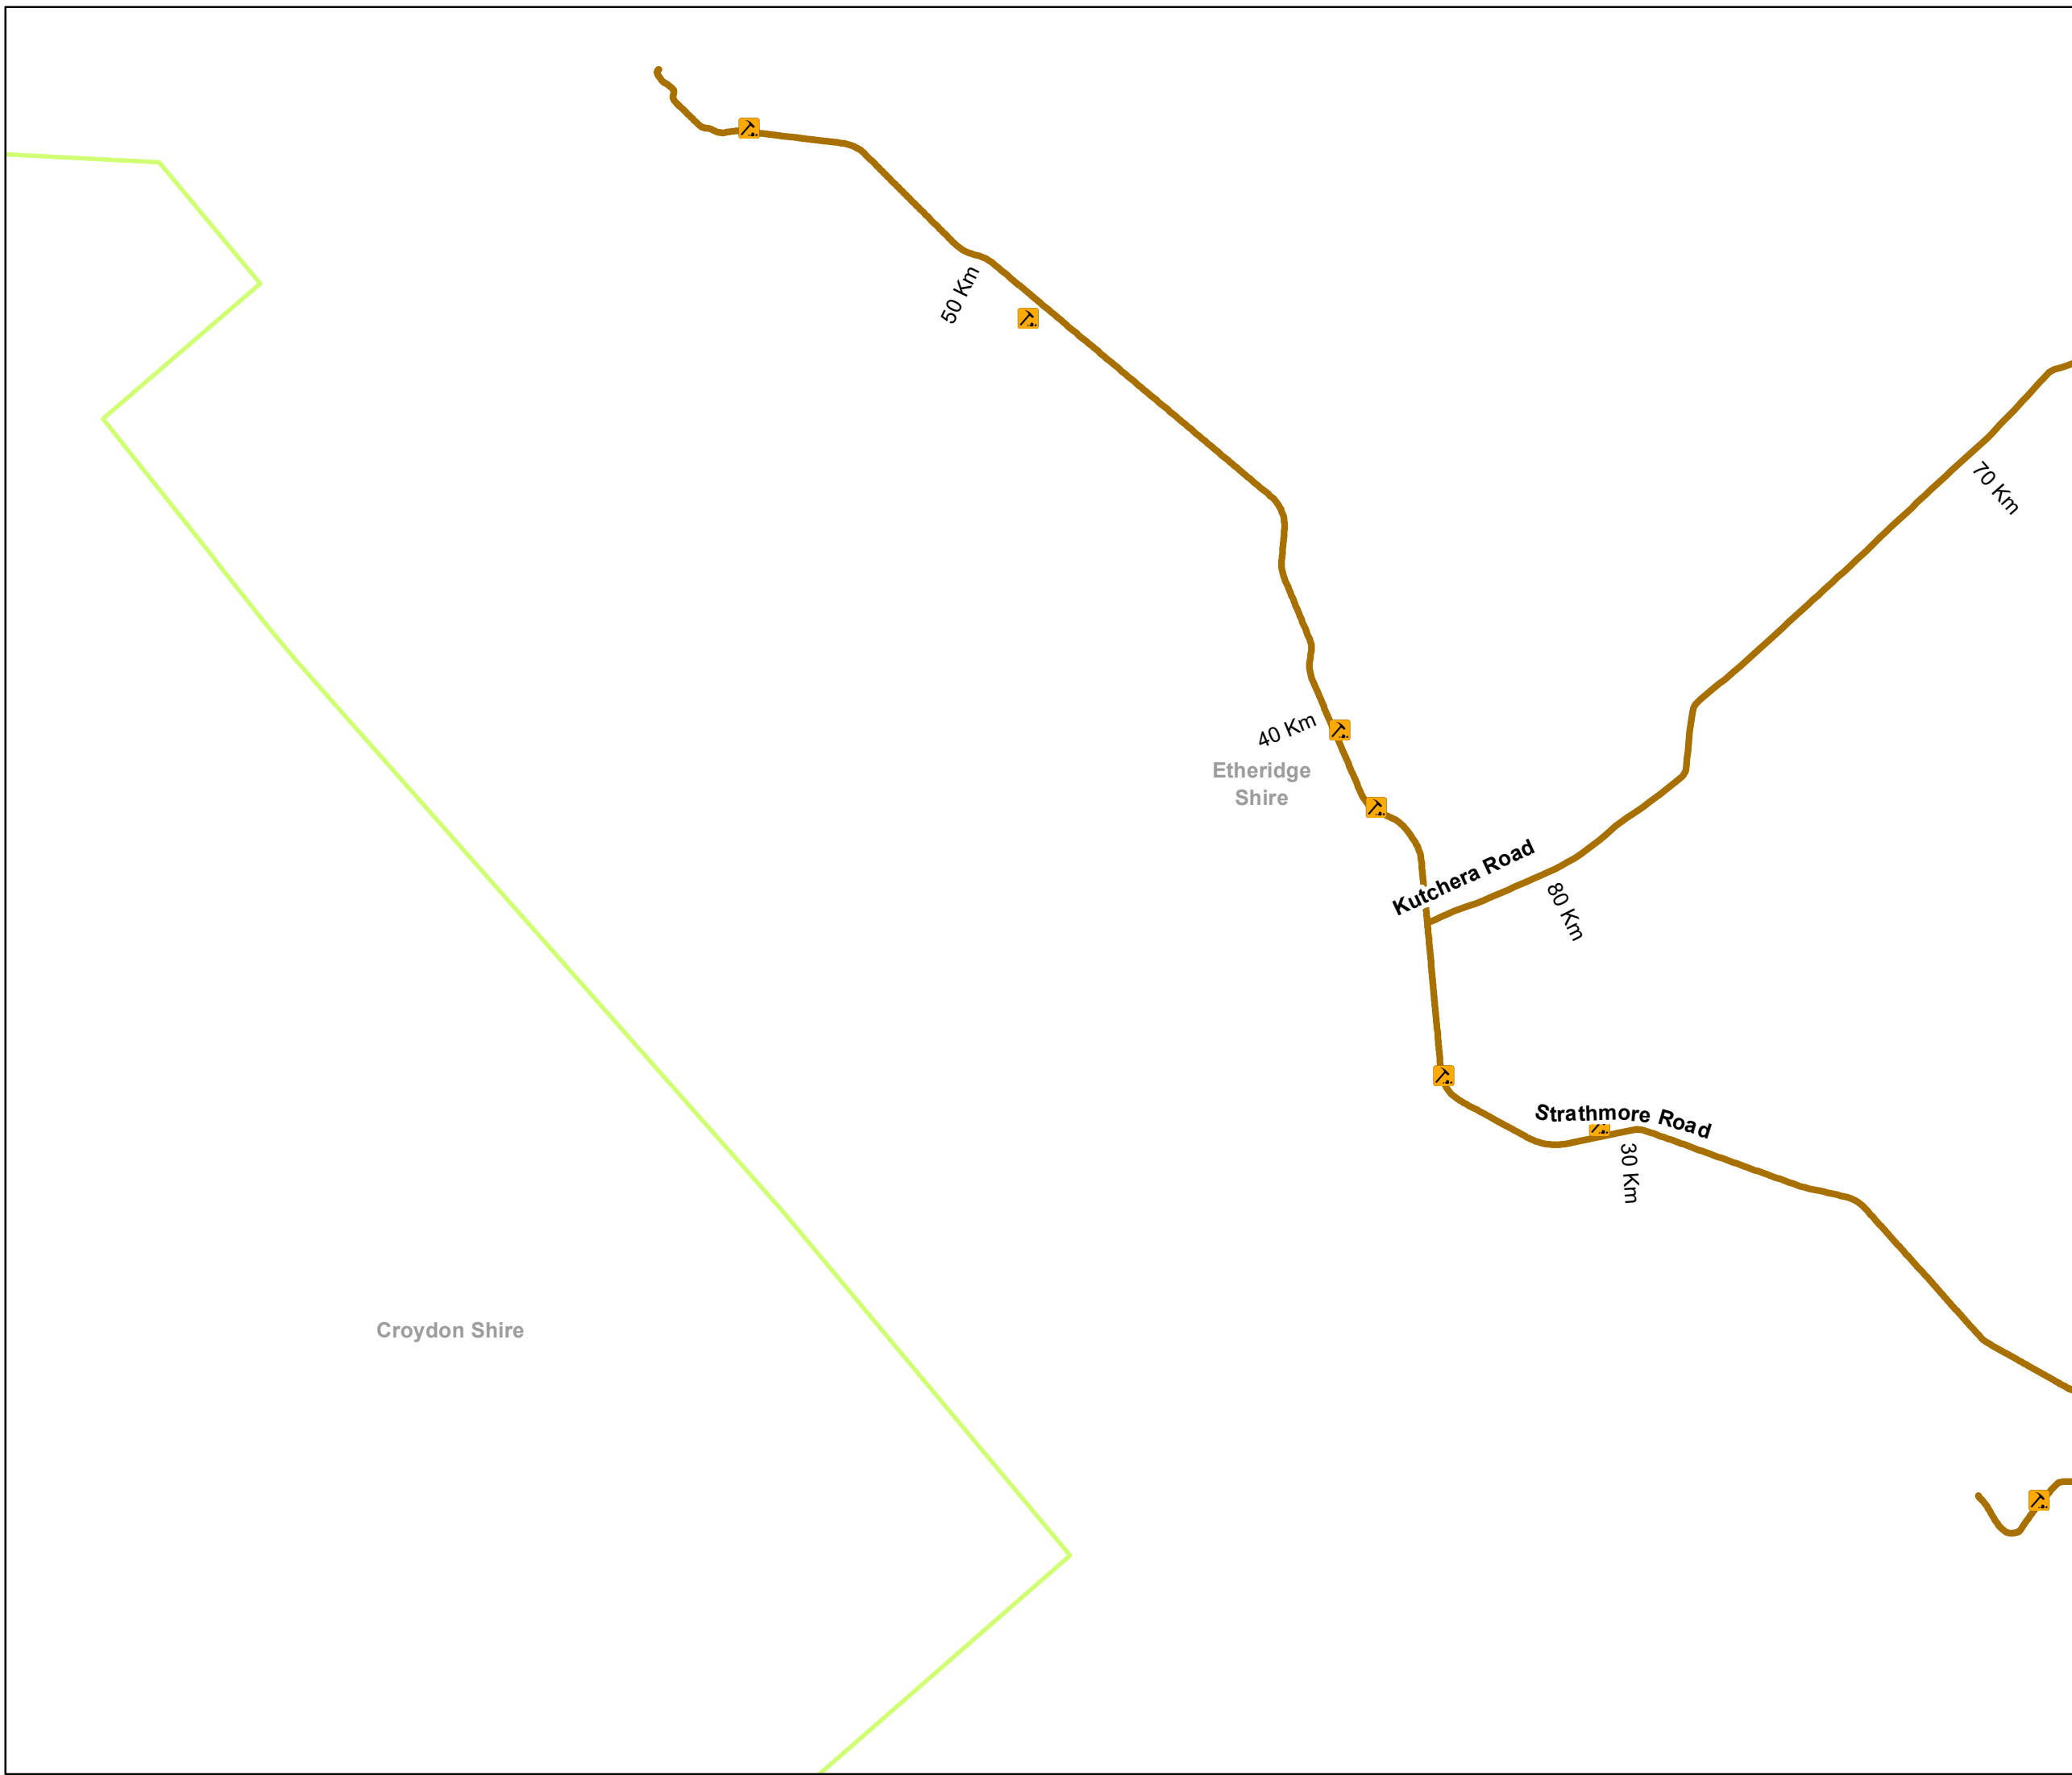 50 Km
70 Km
40 Km
Etheridge
Shire
Kutchera Road
80 Km
Strathmore Road
30 Km
Croydon Shire